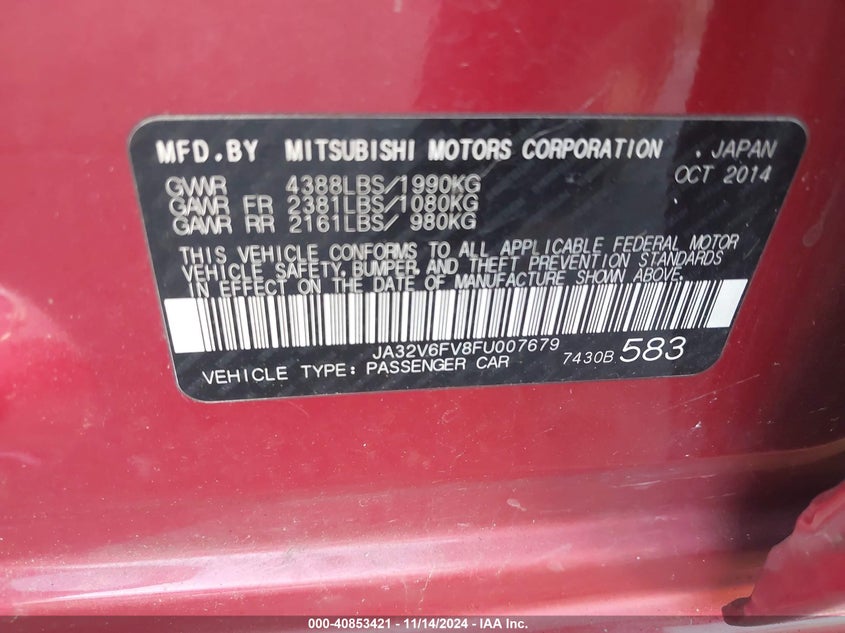 MFD.BY MITSUBISHI MOTORS CORPORATION .JAPAN
OCT 2014
GVWR 4388LBS/1990KG
GAWR FR 2381LBS/1080KG
GAWR RR 2161LBS/ 980KG
THIS VEHICLE CONFORMS TO ALL APPLICABLE FEDERAL MOTOR
VEHICLE SAFETY, BUMPER, AND THEFT PREVENTION STANDARDS
IN EFFECT ON THE DATE OF MANUFACTURE SHOWN ABOVE.
JA32V6FV8FU007679
7430B 583
VEHICLE TYPE: PASSENGER CAR
000-40853421 - 11/14/2024 - IAA Inc.